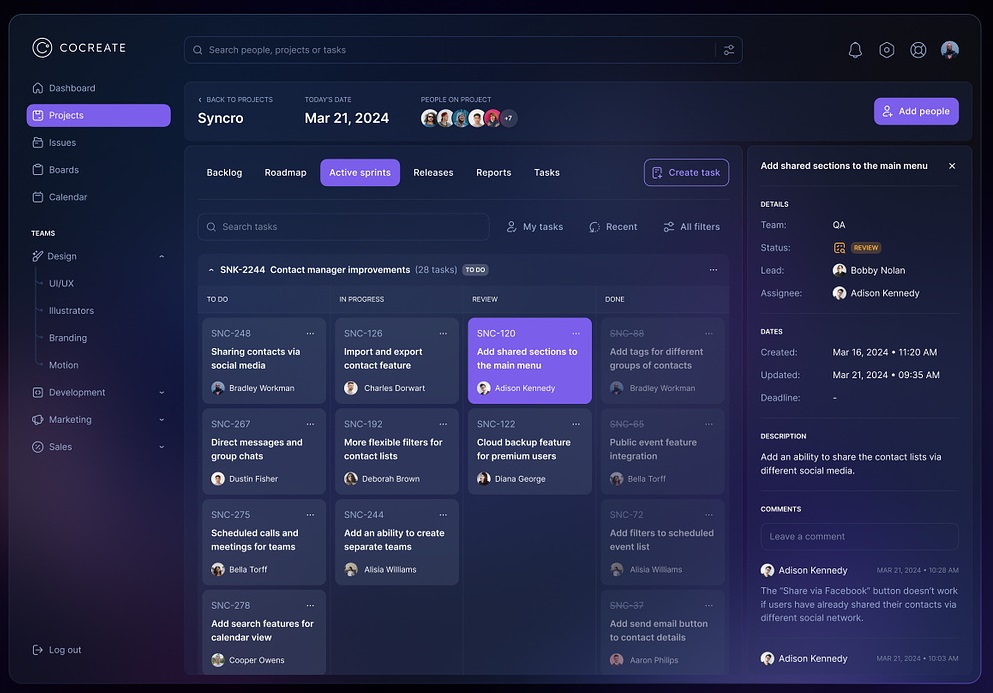 COCREATE
Search people, projects or tasks
Dashboard
Projects
Issues
Boards
Calendar
TEAMS
Design
UI/UX
Illustrators
Branding
Motion
Development
Marketing
Sales
Log out
BACK TO PROJECTS
Syncro
TODAY'S DATE
Mar 21, 2024
PEOPLE ON PROJECT
+7
Add people
Backlog
Roadmap
Active sprints
Releases
Reports
Tasks
Create task
Search tasks
My tasks
Recent
All filters
SNK-2244 Contact manager improvements (28 tasks) TO DO
TO DO
SNC-248
Sharing contacts via
social media
Bradley Workman
SNC-267
Direct messages and
group chats
Dustin Fisher
SNC-275
Scheduled calls and
meetings for teams
Bella Torff
SNC-278
Add search features for
calendar view
Cooper Owens
IN PROGRESS
SNC-126
Import and export
contact feature
Charles Dorwart
SNC-192
More flexible filters for
contact lists
Deborah Brown
SNC-244
Add an ability to create
separate teams
Alisia Williams
REVIEW
SNC-120
Add shared sections to
the main menu
Adison Kennedy
SNC-122
Cloud backup feature
for premium users
Diana George
DONE
SNC-88
Add tags for different
groups of contacts
Bradley Workman
SNC-65
Public event feature
integration
Bella Torff
SNC-72
Add filters to scheduled
event list
Alisia Williams
SNC-37
Add send email button
to contact details
Aaron Philips
Add shared sections to the main menu
DETAILS
Team: QA
Status: REVIEW
Lead: Bobby Nolan
Assignee: Adison Kennedy
DATES
Created: Mar 16, 2024 • 11:20 AM
Updated: Mar 21, 2024 • 09:35 AM
Deadline: -
DESCRIPTION
Add an ability to share the contact lists via
different social media.
COMMENTS
Leave a comment
Adison Kennedy MAR 21, 2024 • 10:28 AM
The "Share via Facebook" button doesn't work
if users have already shared their contacts via
different social network.
Adison Kennedy MAR 21, 2024 • 10:03 AM